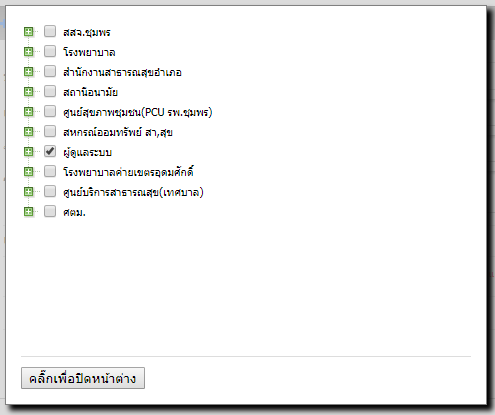 สสจ.ชุมพร
โรงพยาบาล
สำนักงานสาธารณสุขอำเภอ
สถานีอนามัย
ศูนย์สุขภาพชุมชน(PCU รพ.ชุมพร)
สหกรณ์ออมทรัพย์ สา,สุข
ผู้ดูแลระบบ
โรงพยาบาลค่ายเขตรอุดมศักดิ์
ศูนย์บริการสาธารณสุข(เทศบาล)
ศตม.
คลิ๊กเพื่อปิดหน้าต่าง